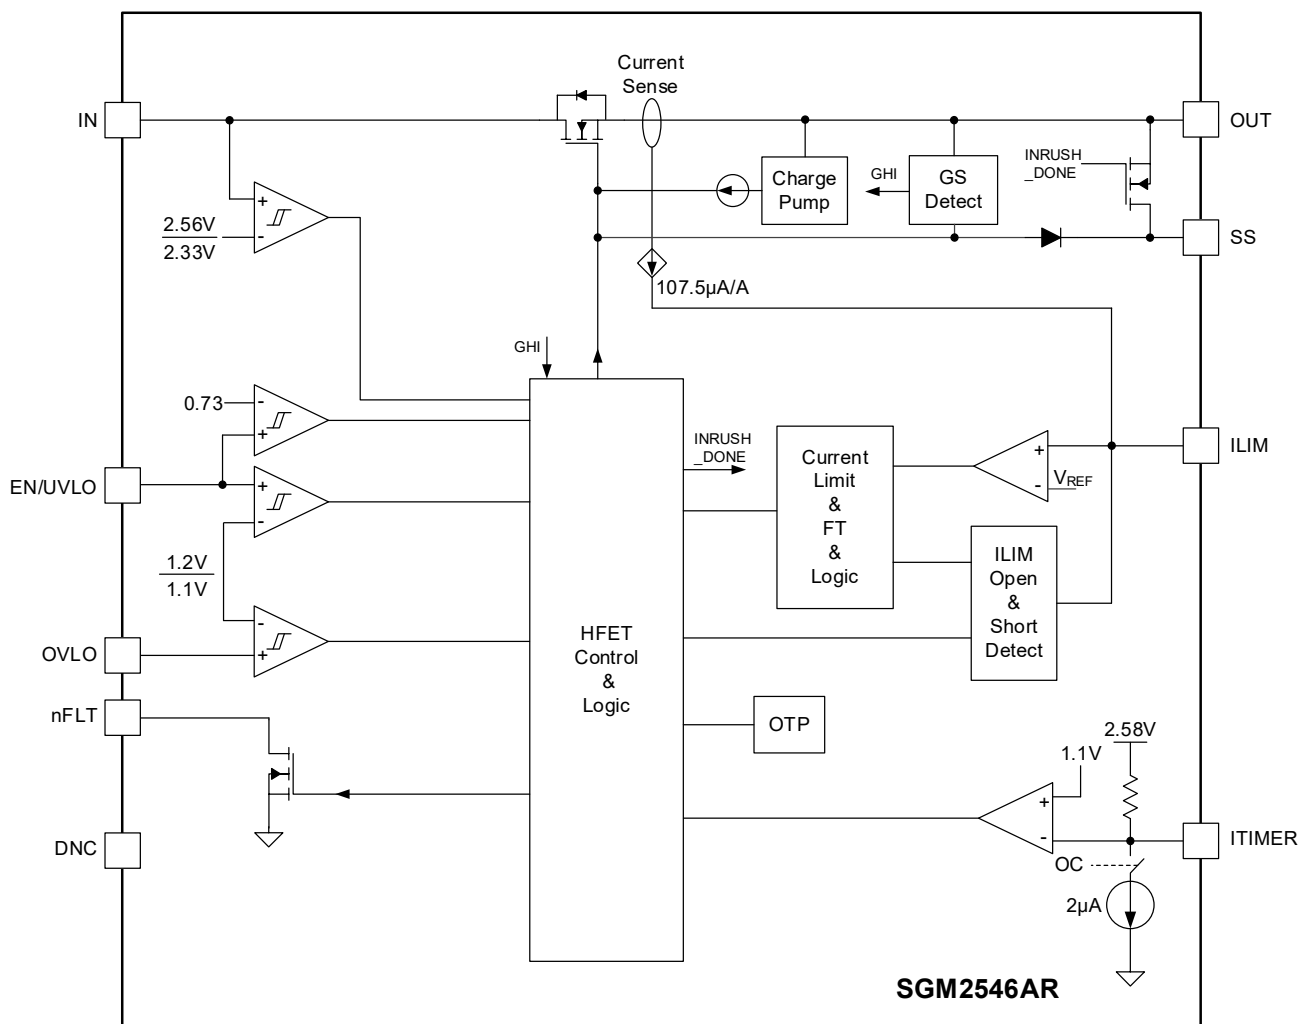 Current
Sense
IN
OUT
INRUSH
_DONE
GHI
Charge
Pump
GS
Detect
+
-
2.56V
2.33V
SS
107.5µA/A
GHI
0.73
-
+
INRUSH
_DONE
Current
Limit
&
FT
&
Logic
+
-
VREF
ILIM
EN/UVLO
+
-
1.2V
1.1V
ILIM
Open
&
Short
Detect
-
+
OVLO
HFET
Control
&
Logic
nFLT
OTP
2.58V
1.1V
+
-
ITIMER
DNC
OC
2µA
SGM2546AR